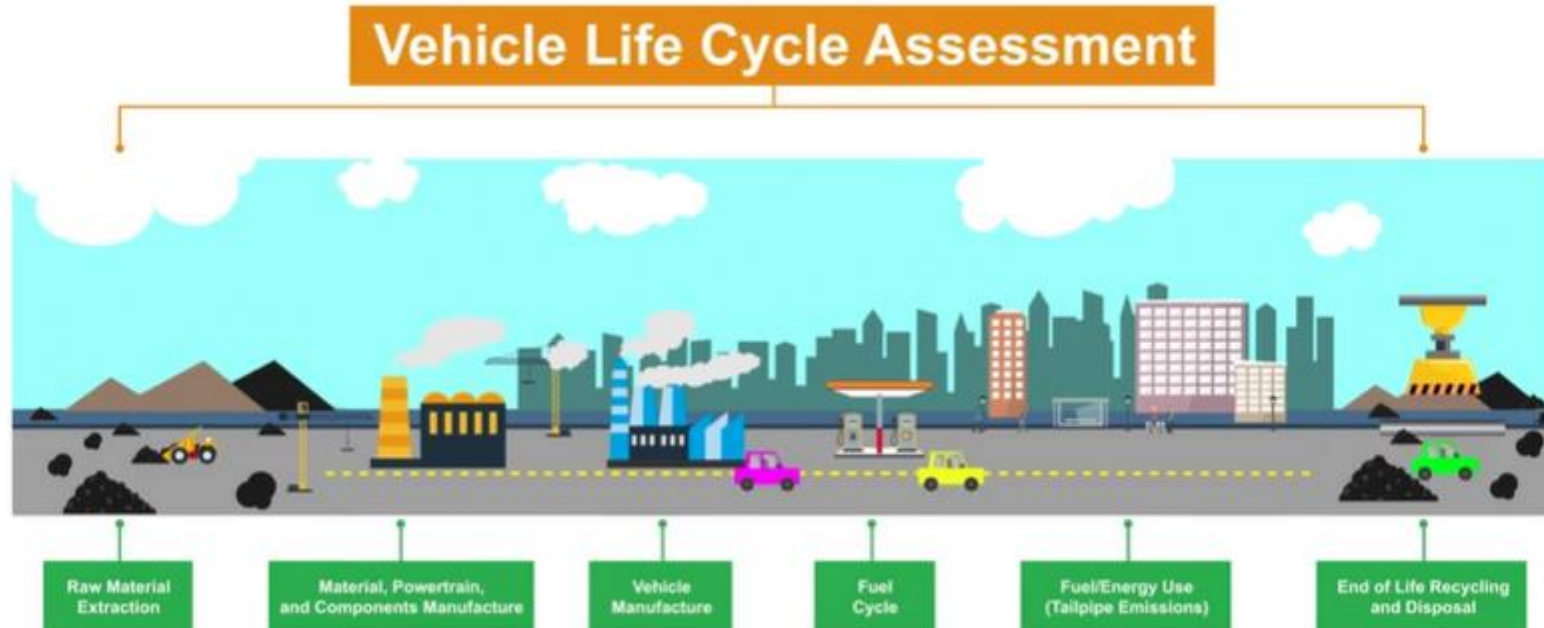 Vehicle Life Cycle Assessment
Raw Material
Extraction
Material, Powertrain,
and Components Manufacture
Vehicle
Manufacture
Fuel
Cycle
Fuel/Energy Use
(Tailpipe Emissions)
End of Life Recycling
and Disposal